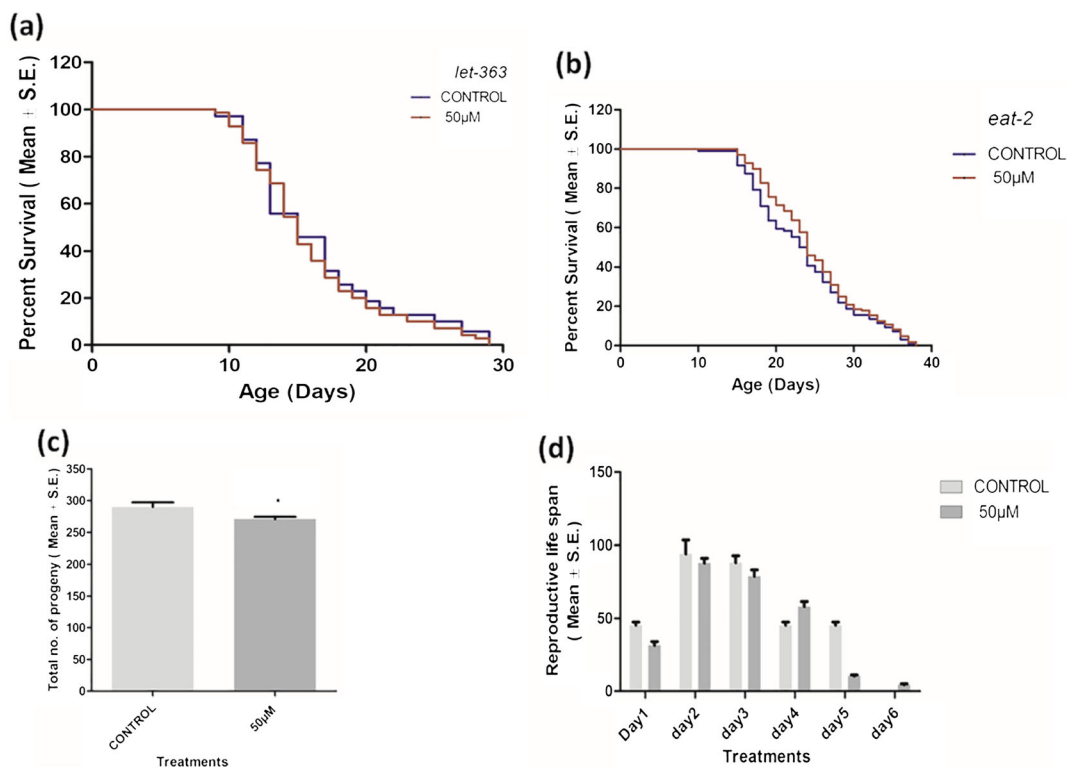 (a)
let-363
CONTROL
50µM
Percent Survival ( Mean ± S.E.)
120
100
80
60
40
20
0
0 10 20 30
Age (Days)
(b)
eat-2
CONTROL
50µM
Percent Survival ( Mean ± S.E.)
120
100
80
60
40
20
0
0 10 20 30 40
Age (Days)
(c)
Total no. of progeny ( Mean + S.E.)
350
300
250
200
150
100
50
0
CONTROL
50µM
Treatments
(d)
CONTROL
50µM
Reproductive life span
( Mean ± S.E.)
150
100
50
0
Day1 day2 day3 day4 day5 day6
Treatments